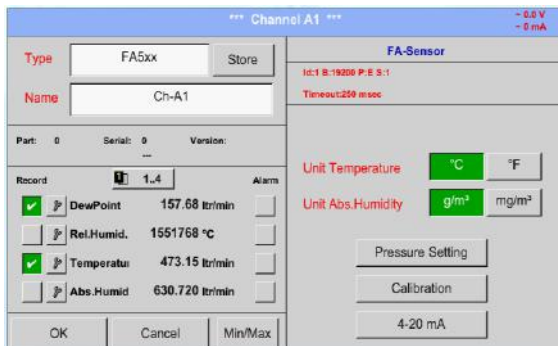 *** Channel A1 ***
~ 0.0 V
~ 0 mA
Type
FA5xx
Store
Name
Ch-A1
Part: 0 Serial: 0 Version:
---
Record
1..4
Alarm
DewPoint 157.68 ltr/min
Rel.Humid. 1551768 °C
Temperatur 473.15 ltr/min
Abs.Humid 630.720 ltr/min
OK
Cancel
Min/Max
FA-Sensor
Id:1 B:19200 P:E S:1
Timeout:250 msec
Unit Temperature
°C
°F
Unit Abs.Humidity
g/m³
mg/m³
Pressure Setting
Calibration
4-20 mA